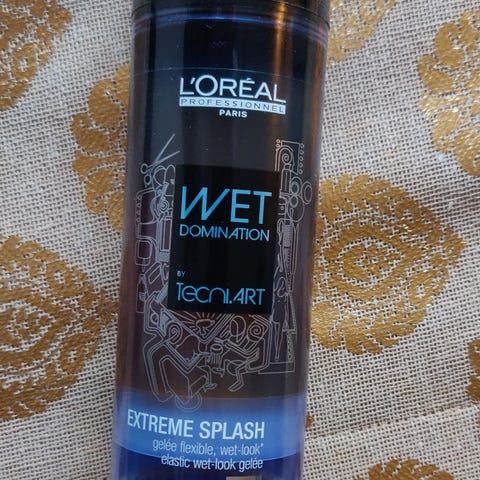 L'ORÉAL
PROFESSIONNEL
PARIS
WET
DOMINATION
BY
TECNI.ART
EXTREME SPLASH
gelée flexible, wet-look*
elastic wet-look gelée